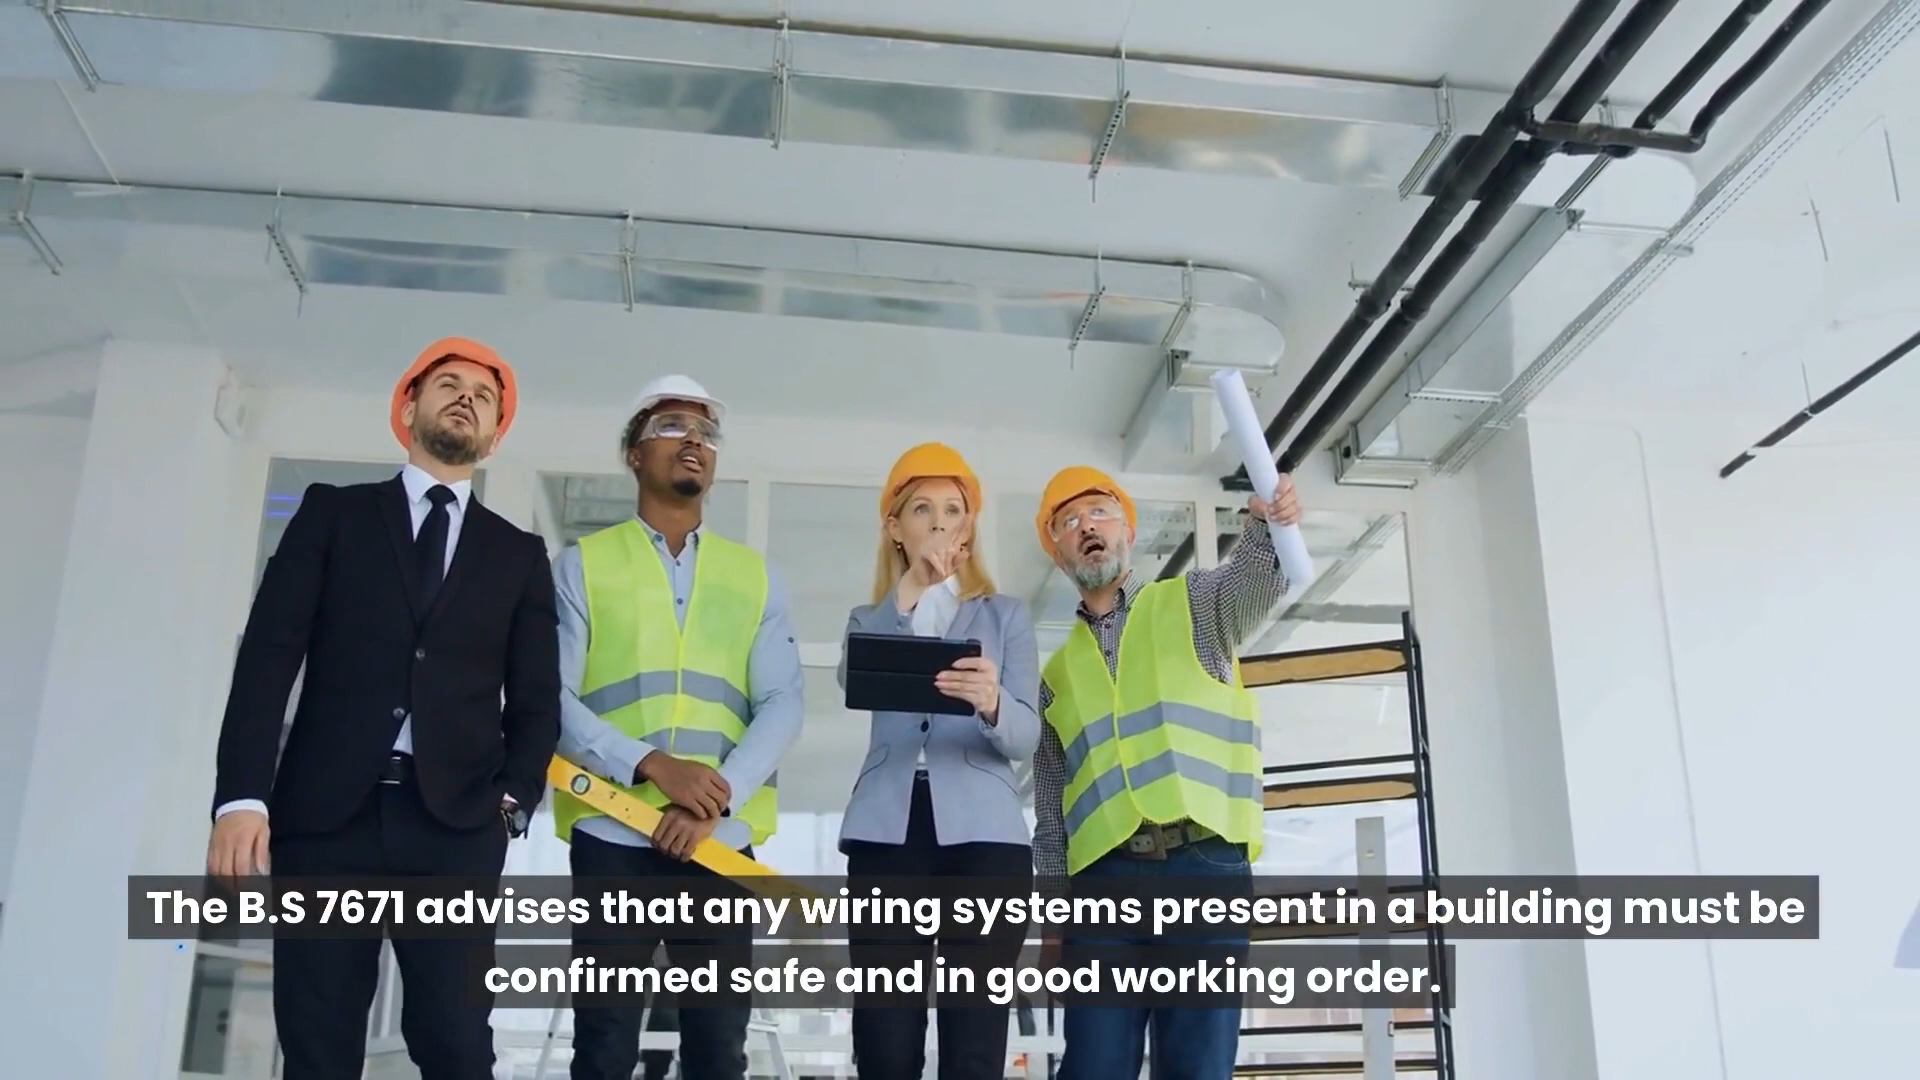 The B.S 7671 advises that any wiring systems present in a building must be
confirmed safe and in good working order.